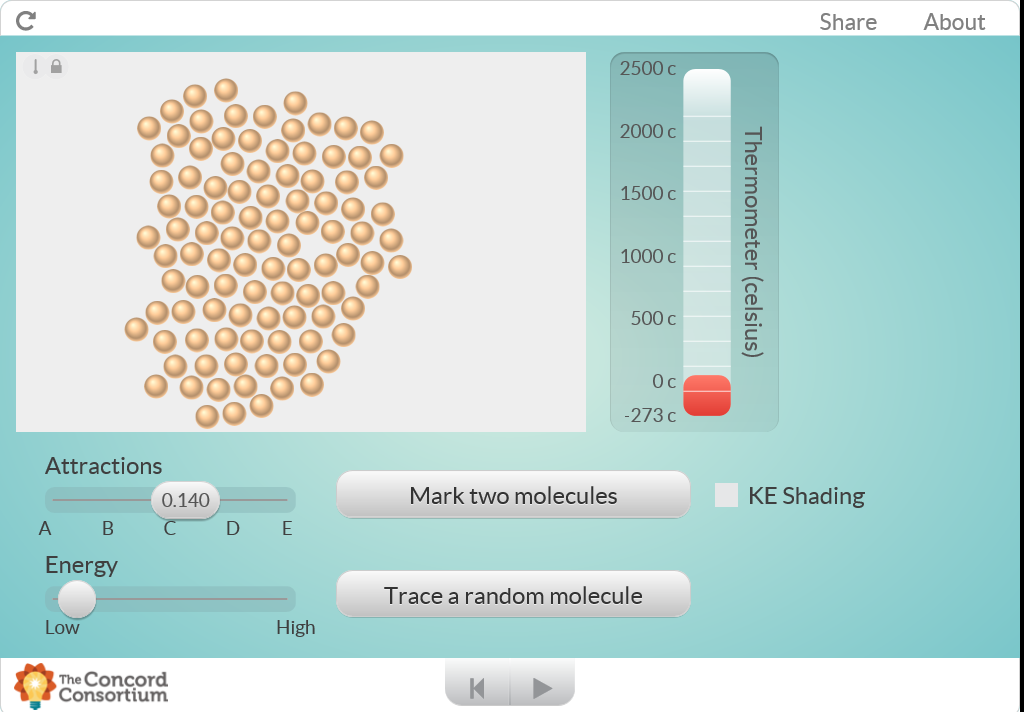 Share About
2500 c
2000 c
1500 c
1000 c
500 c
0 c
-273 c
Thermometer (celsius)
Attractions
0.140
A B C D E
Mark two molecules
KE Shading
Energy
Low High
Trace a random molecule
The Concord
Consortium